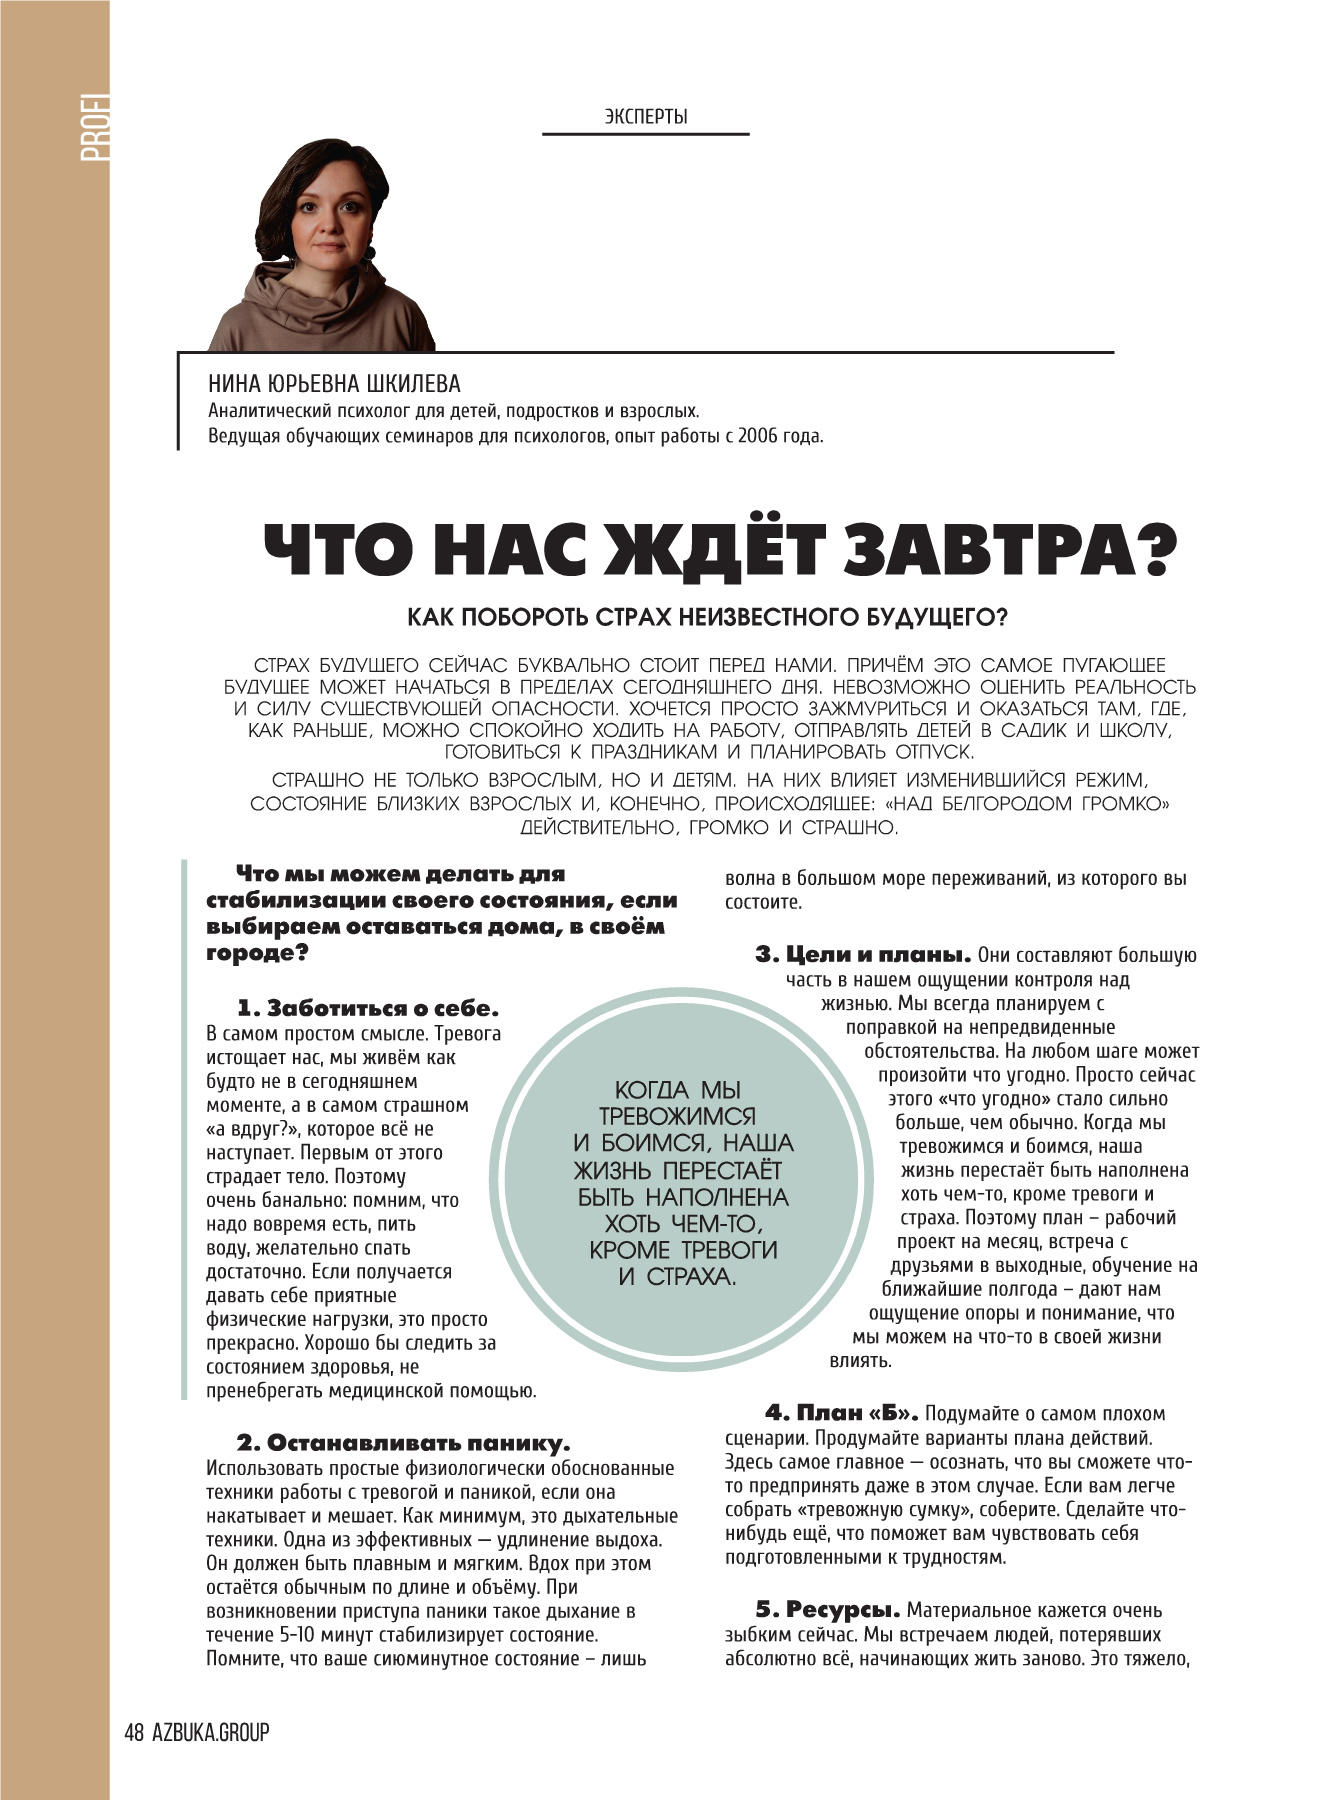 PROFI
ЭКСПЕРТЫ
НИНА ЮРЬЕВНА ШКИЛЕВА
Аналитический психолог для детей, подростков и взрослых.
Ведущая обучающих семинаров для психологов, опыт работы с 2006 года.
ЧТО НАС ЖДЁТ ЗАВТРА?
КАК ПОБОРОТЬ СТРАХ НЕИЗВЕСТНОГО БУДУЩЕГО?
СТРАХ БУДУЩЕГО СЕЙЧАС БУКВАЛЬНО СТОИТ ПЕРЕД НАМИ. ПРИЧЁМ ЭТО САМОЕ ПУГАЮЩЕЕ
БУДУЩЕЕ МОЖЕТ НАЧАТЬСЯ В ПРЕДЕЛАХ СЕГОДНЯШНЕГО ДНЯ. НЕВОЗМОЖНО ОЦЕНИТЬ РЕАЛЬНОСТЬ
И СИЛУ СУЩЕСТВУЮЩЕЙ ОПАСНОСТИ. ХОЧЕТСЯ ПРОСТО ЗАЖМУРИТЬСЯ И ОКАЗАТЬСЯ ТАМ, ГДЕ,
КАК РАНЬШЕ, МОЖНО СПОКОЙНО ХОДИТЬ НА РАБОТУ, ОТПРАВЛЯТЬ ДЕТЕЙ В САДИК И ШКОЛУ,
ГОТОВИТЬСЯ К ПРАЗДНИКАМ И ПЛАНИРОВАТЬ ОТПУСК.
СТРАШНО НЕ ТОЛЬКО ВЗРОСЛЫМ, НО И ДЕТЯМ. НА НИХ ВЛИЯЕТ ИЗМЕНИВШИЙСЯ РЕЖИМ,
СОСТОЯНИЕ БЛИЗКИХ ВЗРОСЛЫХ И, КОНЕЧНО, ПРОИСХОДЯЩЕЕ: «НАД БЕЛГОРОДОМ ГРОМКО»
ДЕЙСТВИТЕЛЬНО, ГРОМКО И СТРАШНО.
Что мы можем делать для
стабилизации своего состояния, если
выбираем оставаться дома, в своём
городе?
1. Заботиться о себе.
В самом простом смысле. Тревога
истощает нас, мы живём как
будто не в сегодняшнем
моменте, а в самом страшном
«а вдруг?», которое всё не
наступает. Первым от этого
страдает тело. Поэтому
очень банально: помним, что
надо вовремя есть, пить
воду, желательно спать
достаточно. Если получается
давать себе приятные
физические нагрузки, это просто
прекрасно. Хорошо бы следить за
состоянием здоровья, не
пренебрегать медицинской помощью.
2. Останавливать панику.
Использовать простые физиологически обоснованные
техники работы с тревогой и паникой, если она
накатывает и мешает. Как минимум, это дыхательные
техники. Одна из эффективных — удлинение выдоха.
Он должен быть плавным и мягким. Вдох при этом
остаётся обычным по длине и объёму. При
возникновении приступа паники такое дыхание в
течение 5-10 минут стабилизирует состояние.
Помните, что ваше сиюминутное состояние – лишь
КОГДА МЫ
ТРЕВОЖИМСЯ
И БОИМСЯ, НАША
ЖИЗНЬ ПЕРЕСТАЁТ
БЫТЬ НАПОЛНЕНА
ХОТЬ ЧЕМ-ТО,
КРОМЕ ТРЕВОГИ
И СТРАХА.
волна в большом море переживаний, из которого вы
состоите.
3. Цели и планы. Они составляют большую
часть в нашем ощущении контроля над
жизнью. Мы всегда планируем с
поправкой на непредвиденные
обстоятельства. На любом шаге может
произойти что угодно. Просто сейчас
этого «что угодно» стало сильно
больше, чем обычно. Когда мы
тревожимся и боимся, наша
жизнь перестаёт быть наполнена
хоть чем-то, кроме тревоги и
страха. Поэтому план – рабочий
проект на месяц, встреча с
друзьями в выходные, обучение на
ближайшие полгода – дают нам
ощущение опоры и понимание, что
мы можем на что-то в своей жизни
влиять.
4. План «Б». Подумайте о самом плохом
сценарии. Продумайте варианты плана действий.
Здесь самое главное — осознать, что вы сможете что-
то предпринять даже в этом случае. Если вам легче
собрать «тревожную сумку», соберите. Сделайте что-
нибудь ещё, что поможет вам чувствовать себя
подготовленными к трудностям.
5. Ресурсы. Материальное кажется очень
зыбким сейчас. Мы встречаем людей, потерявших
абсолютно всё, начинающих жить заново. Это тяжело,
48 AZBUKA.GROUP